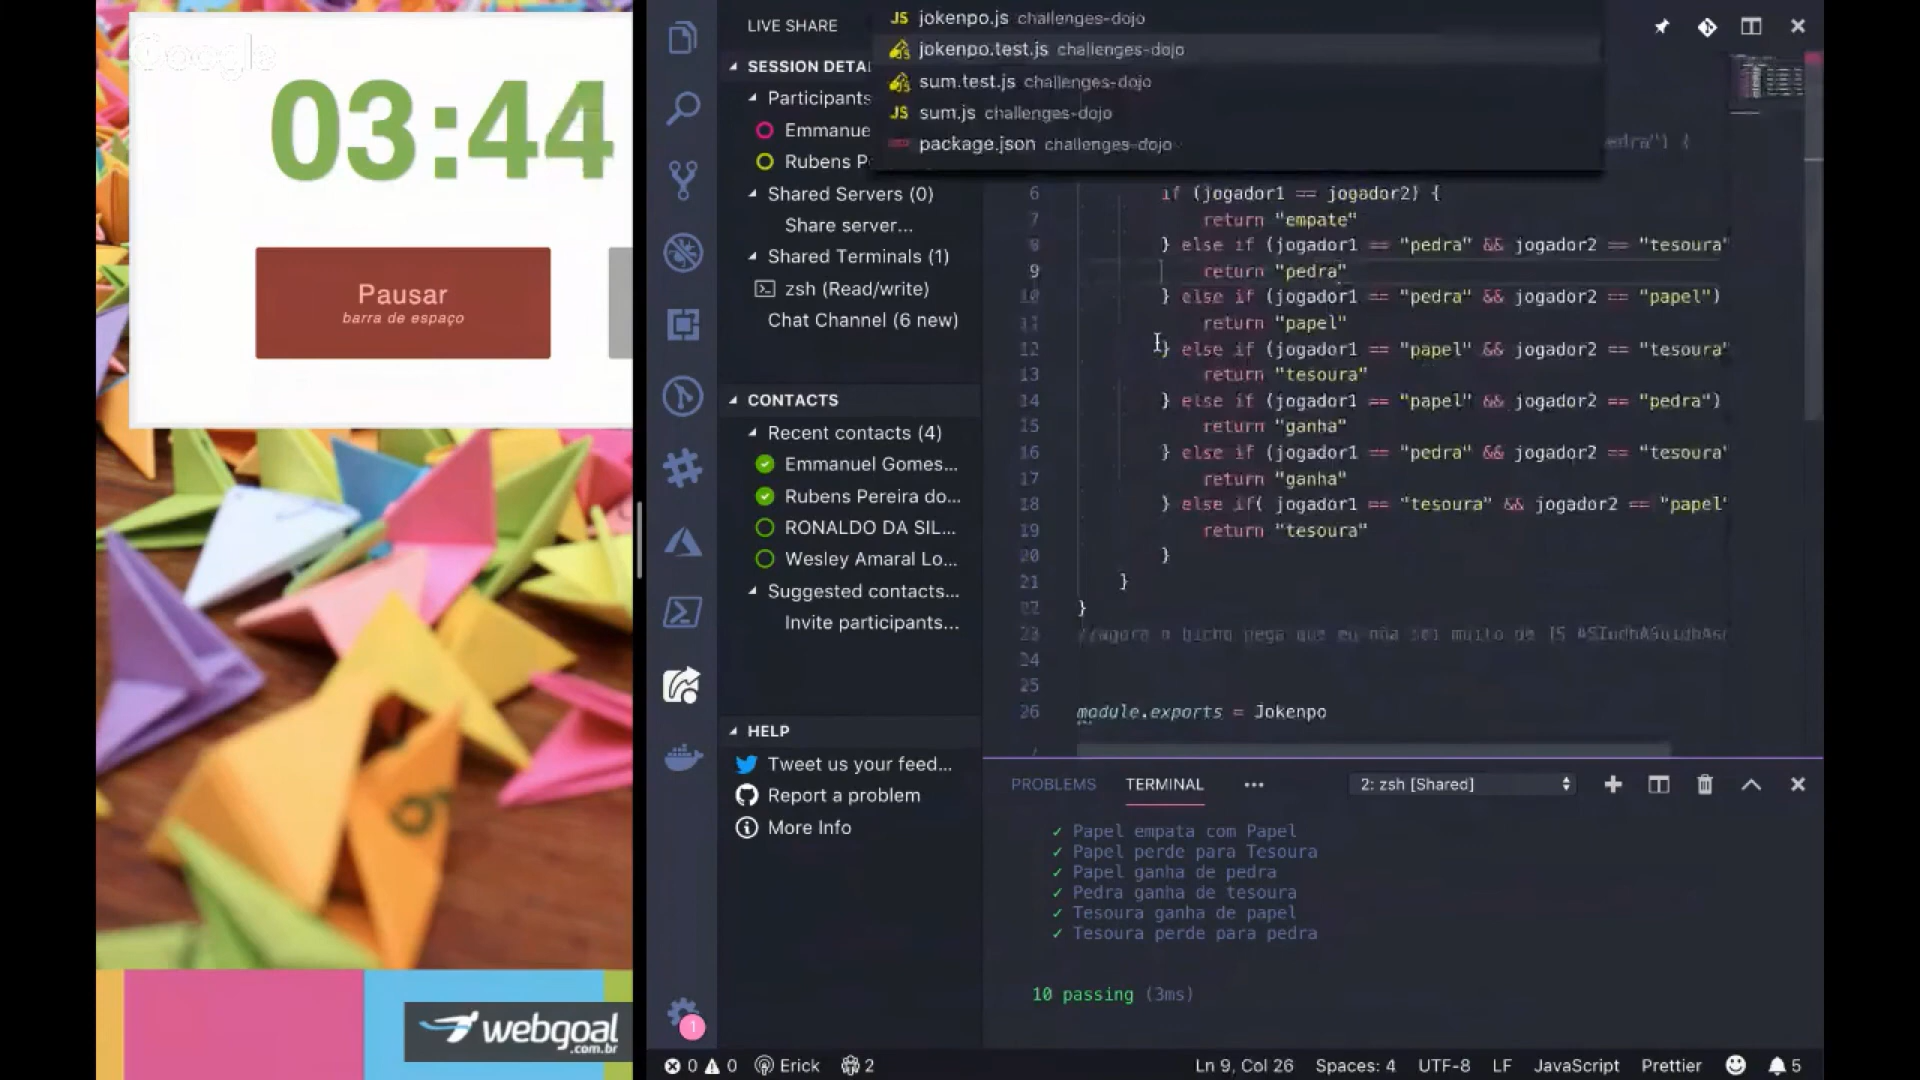 Google
03:44
Pausar
barra de espaço
webgoal
.com.br
LIVE SHARE
SESSION DETAI
Participants
Emmanue
Rubens P
Shared Servers (0)
Share server...
Shared Terminals (1)
zsh (Read/write)
Chat Channel (6 new)
CONTACTS
Recent contacts (4)
Emmanuel Gomes...
Rubens Pereira do...
RONALDO DA SIL...
Wesley Amaral Lo...
Suggested contacts...
Invite participants...
HELP
Tweet us your feed...
Report a problem
More Info
JS jokenpo.js challenges-dojo
jokenpo.test.js challenges-dojo
sum.test.js challenges-dojo
JS sum.js challenges-dojo
package.json challenges-dojo
edra") {
6 if (jogador1 == jogador2) {
7 return "empate"
8 } else if (jogador1 == "pedra" && jogador2 == "tesoura"
9 return "pedra"
10 } else if (jogador1 == "pedra" && jogador2 == "papel")
11 return "papel"
12 } else if (jogador1 == "papel" && jogador2 == "tesoura"
13 return "tesoura"
14 } else if (jogador1 == "papel" && jogador2 == "pedra")
15 return "ganha"
16 } else if (jogador1 == "pedra" && jogador2 == "tesoura"
17 return "ganha"
18 } else if( jogador1 == "tesoura" && jogador2 == "papel"
19 return "tesoura"
20 }
21 }
22 }
23 //agora o bicho pega que eu
24
25
26 module.exports = Jokenpo
PROBLEMS TERMINAL ... 2: zsh [Shared]
✓ Papel empata com Papel
✓ Papel perde para Tesoura
✓ Papel ganha de pedra
✓ Pedra ganha de tesoura
✓ Tesoura ganha de papel
✓ Tesoura perde para pedra
10 passing (3ms)
1
0 0 Erick 2 Ln 9, Col 26 Spaces: 4 UTF-8 LF JavaScript Prettier 5